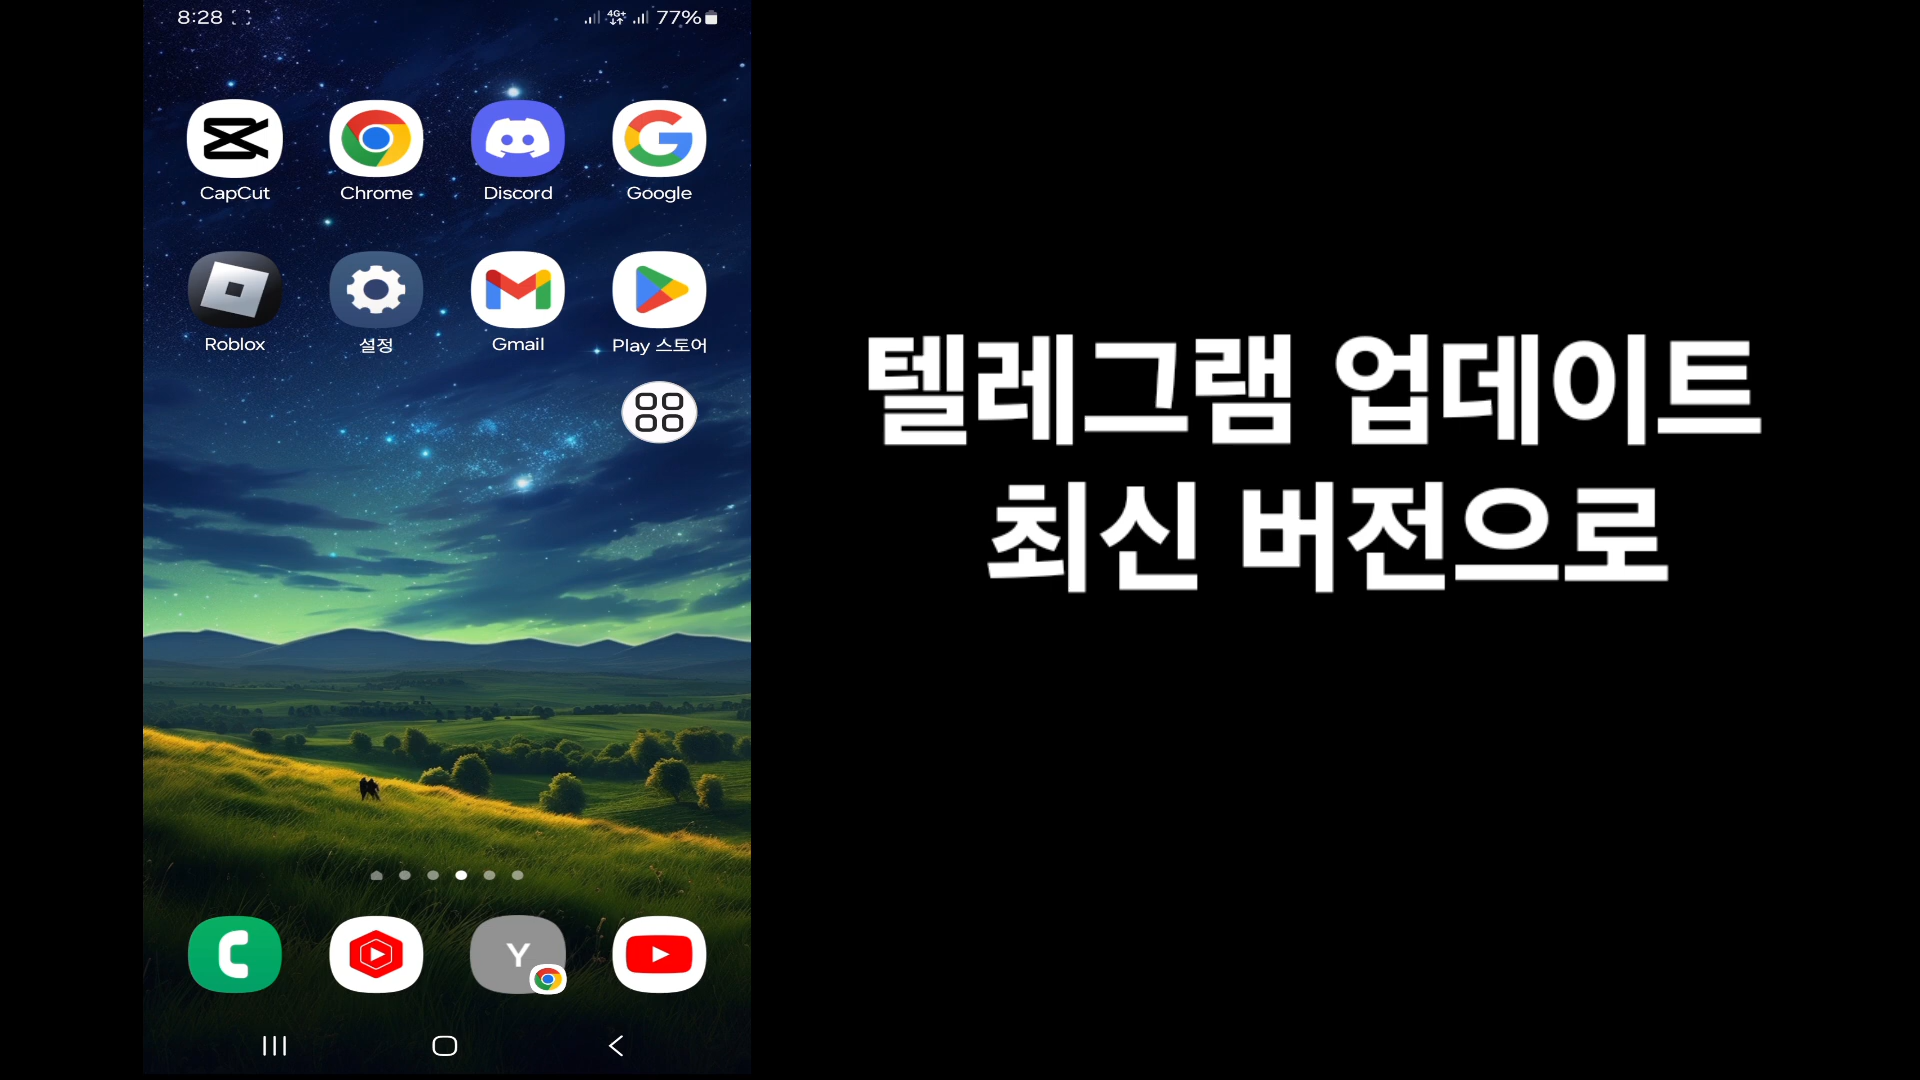 8:28
4G+
77%
CapCut
Chrome
Discord
Google
Roblox
설정
Gmail
Play 스토어
Y
텔레그램 업데이트
최신 버전으로